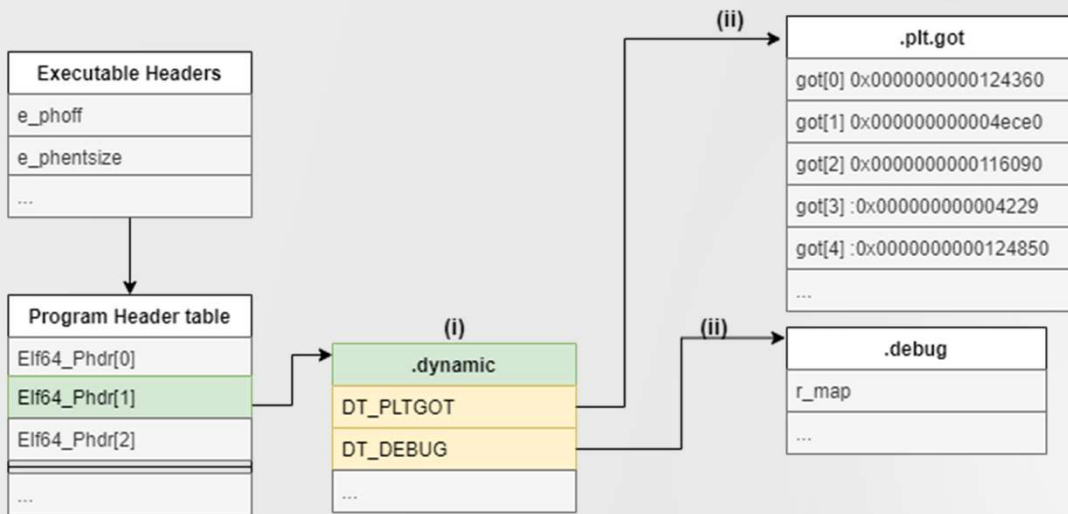 Executable Headers
e_phoff
e_phentsize
...
Program Header table
Elf64_Phdr[0]
Elf64_Phdr[1]
Elf64_Phdr[2]
...
(i)
.dynamic
DT_PLTGOT
DT_DEBUG
...
(ii)
.plt.got
got[0] 0x0000000000124360
got[1] 0x000000000004ece0
got[2] 0x0000000000116090
got[3] :0x000000000004229
got[4] :0x0000000000124850
...
(ii)
.debug
r_map
...